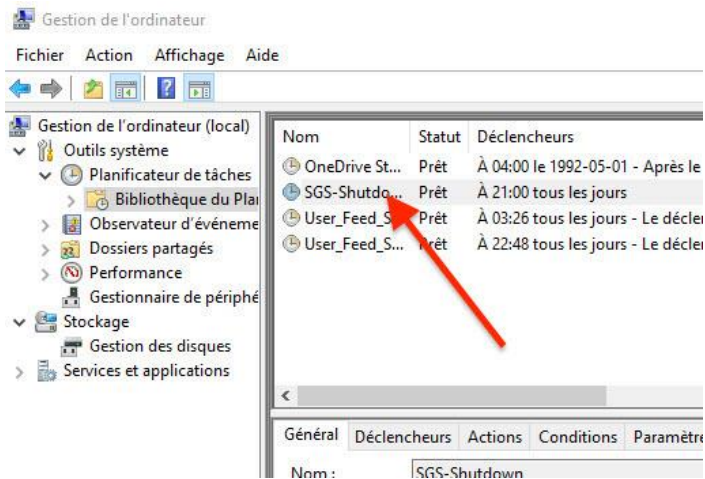 Gestion de l'ordinateur
Fichier Action Affichage Aide
Gestion de l'ordinateur (local)
Outils système
Planificateur de tâches
Bibliothèque du Pla
Observateur d'événeme
Dossiers partagés
Performance
Gestionnaire de périphé
Stockage
Gestion des disques
Services et applications
Nom Statut Déclencheurs
OneDrive St... Prêt À 04:00 le 1992-05-01 - Après le
SGS-Shutdo... Prêt À 21:00 tous les jours
User_Feed_S... Prêt À 03:26 tous les jours - Le décle
User_Feed_S... Prêt À 22:48 tous les jours - Le décle
Général Déclencheurs Actions Conditions Paramètre
Nom : SGS-Shutdown